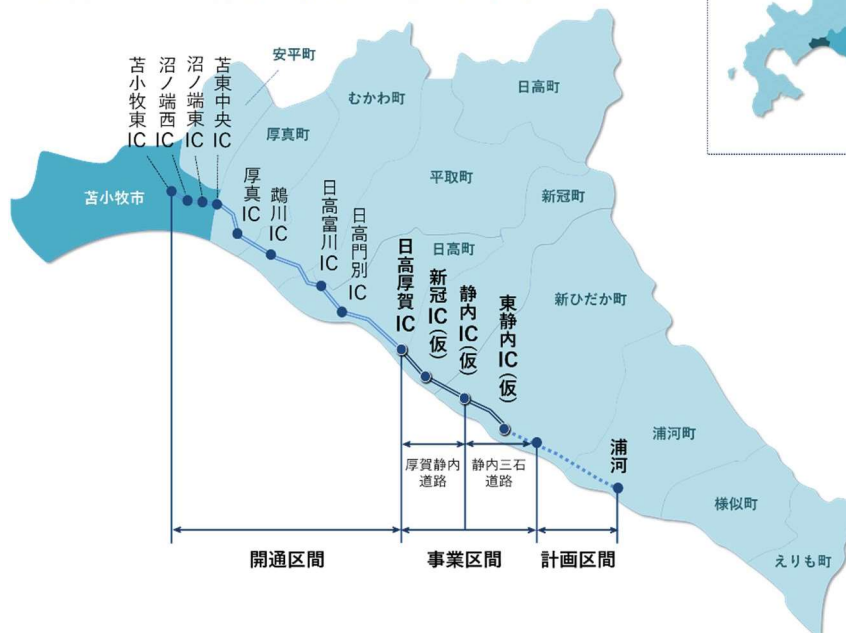 安平町
日高町
むかわ町
厚真町
苫小牧東IC
沼ノ端西IC
沼ノ端東IC
苫東中央IC
平取町
新冠町
苫小牧市
厚真IC
鵡川IC
日高富川IC
日高門別IC
日高町
日高厚賀IC
新冠IC(仮)
静内IC(仮)
東静内IC(仮)
新ひだか町
浦河町
浦河
厚賀静内
道路
静内三石
道路
様似町
えりも町
開通区間
事業区間
計画区間